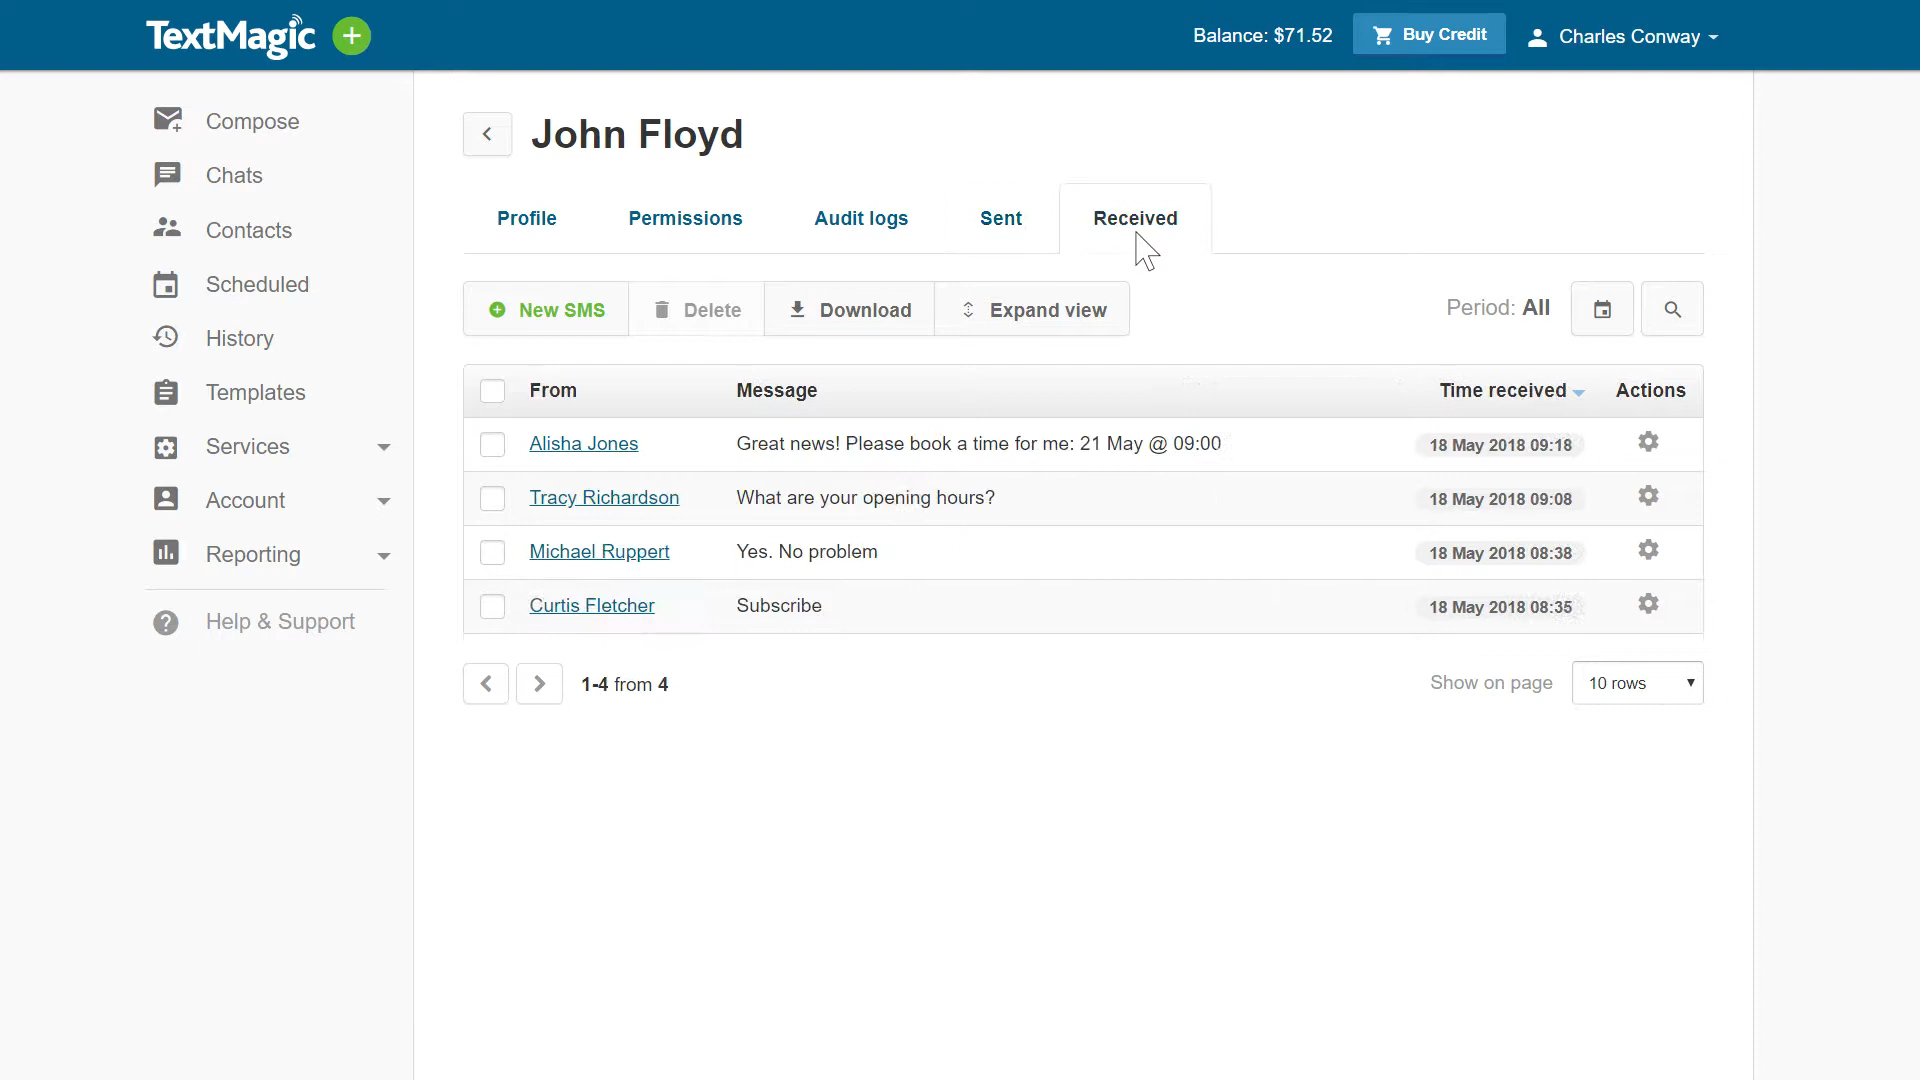 TextMagic
Balance: $71.52 Buy Credit Charles Conway
Compose
Chats
Contacts
Scheduled
History
Templates
Services
Account
Reporting
Help & Support
John Floyd
Profile Permissions Audit logs Sent Received
New SMS Delete Download Expand view Period: All
From Message Time received Actions
Alisha Jones Great news! Please book a time for me: 21 May @ 09:00 18 May 2018 09:18
Tracy Richardson What are your opening hours? 18 May 2018 09:08
Michael Ruppert Yes. No problem 18 May 2018 08:38
Curtis Fletcher Subscribe 18 May 2018 08:35
1-4 from 4 Show on page 10 rows